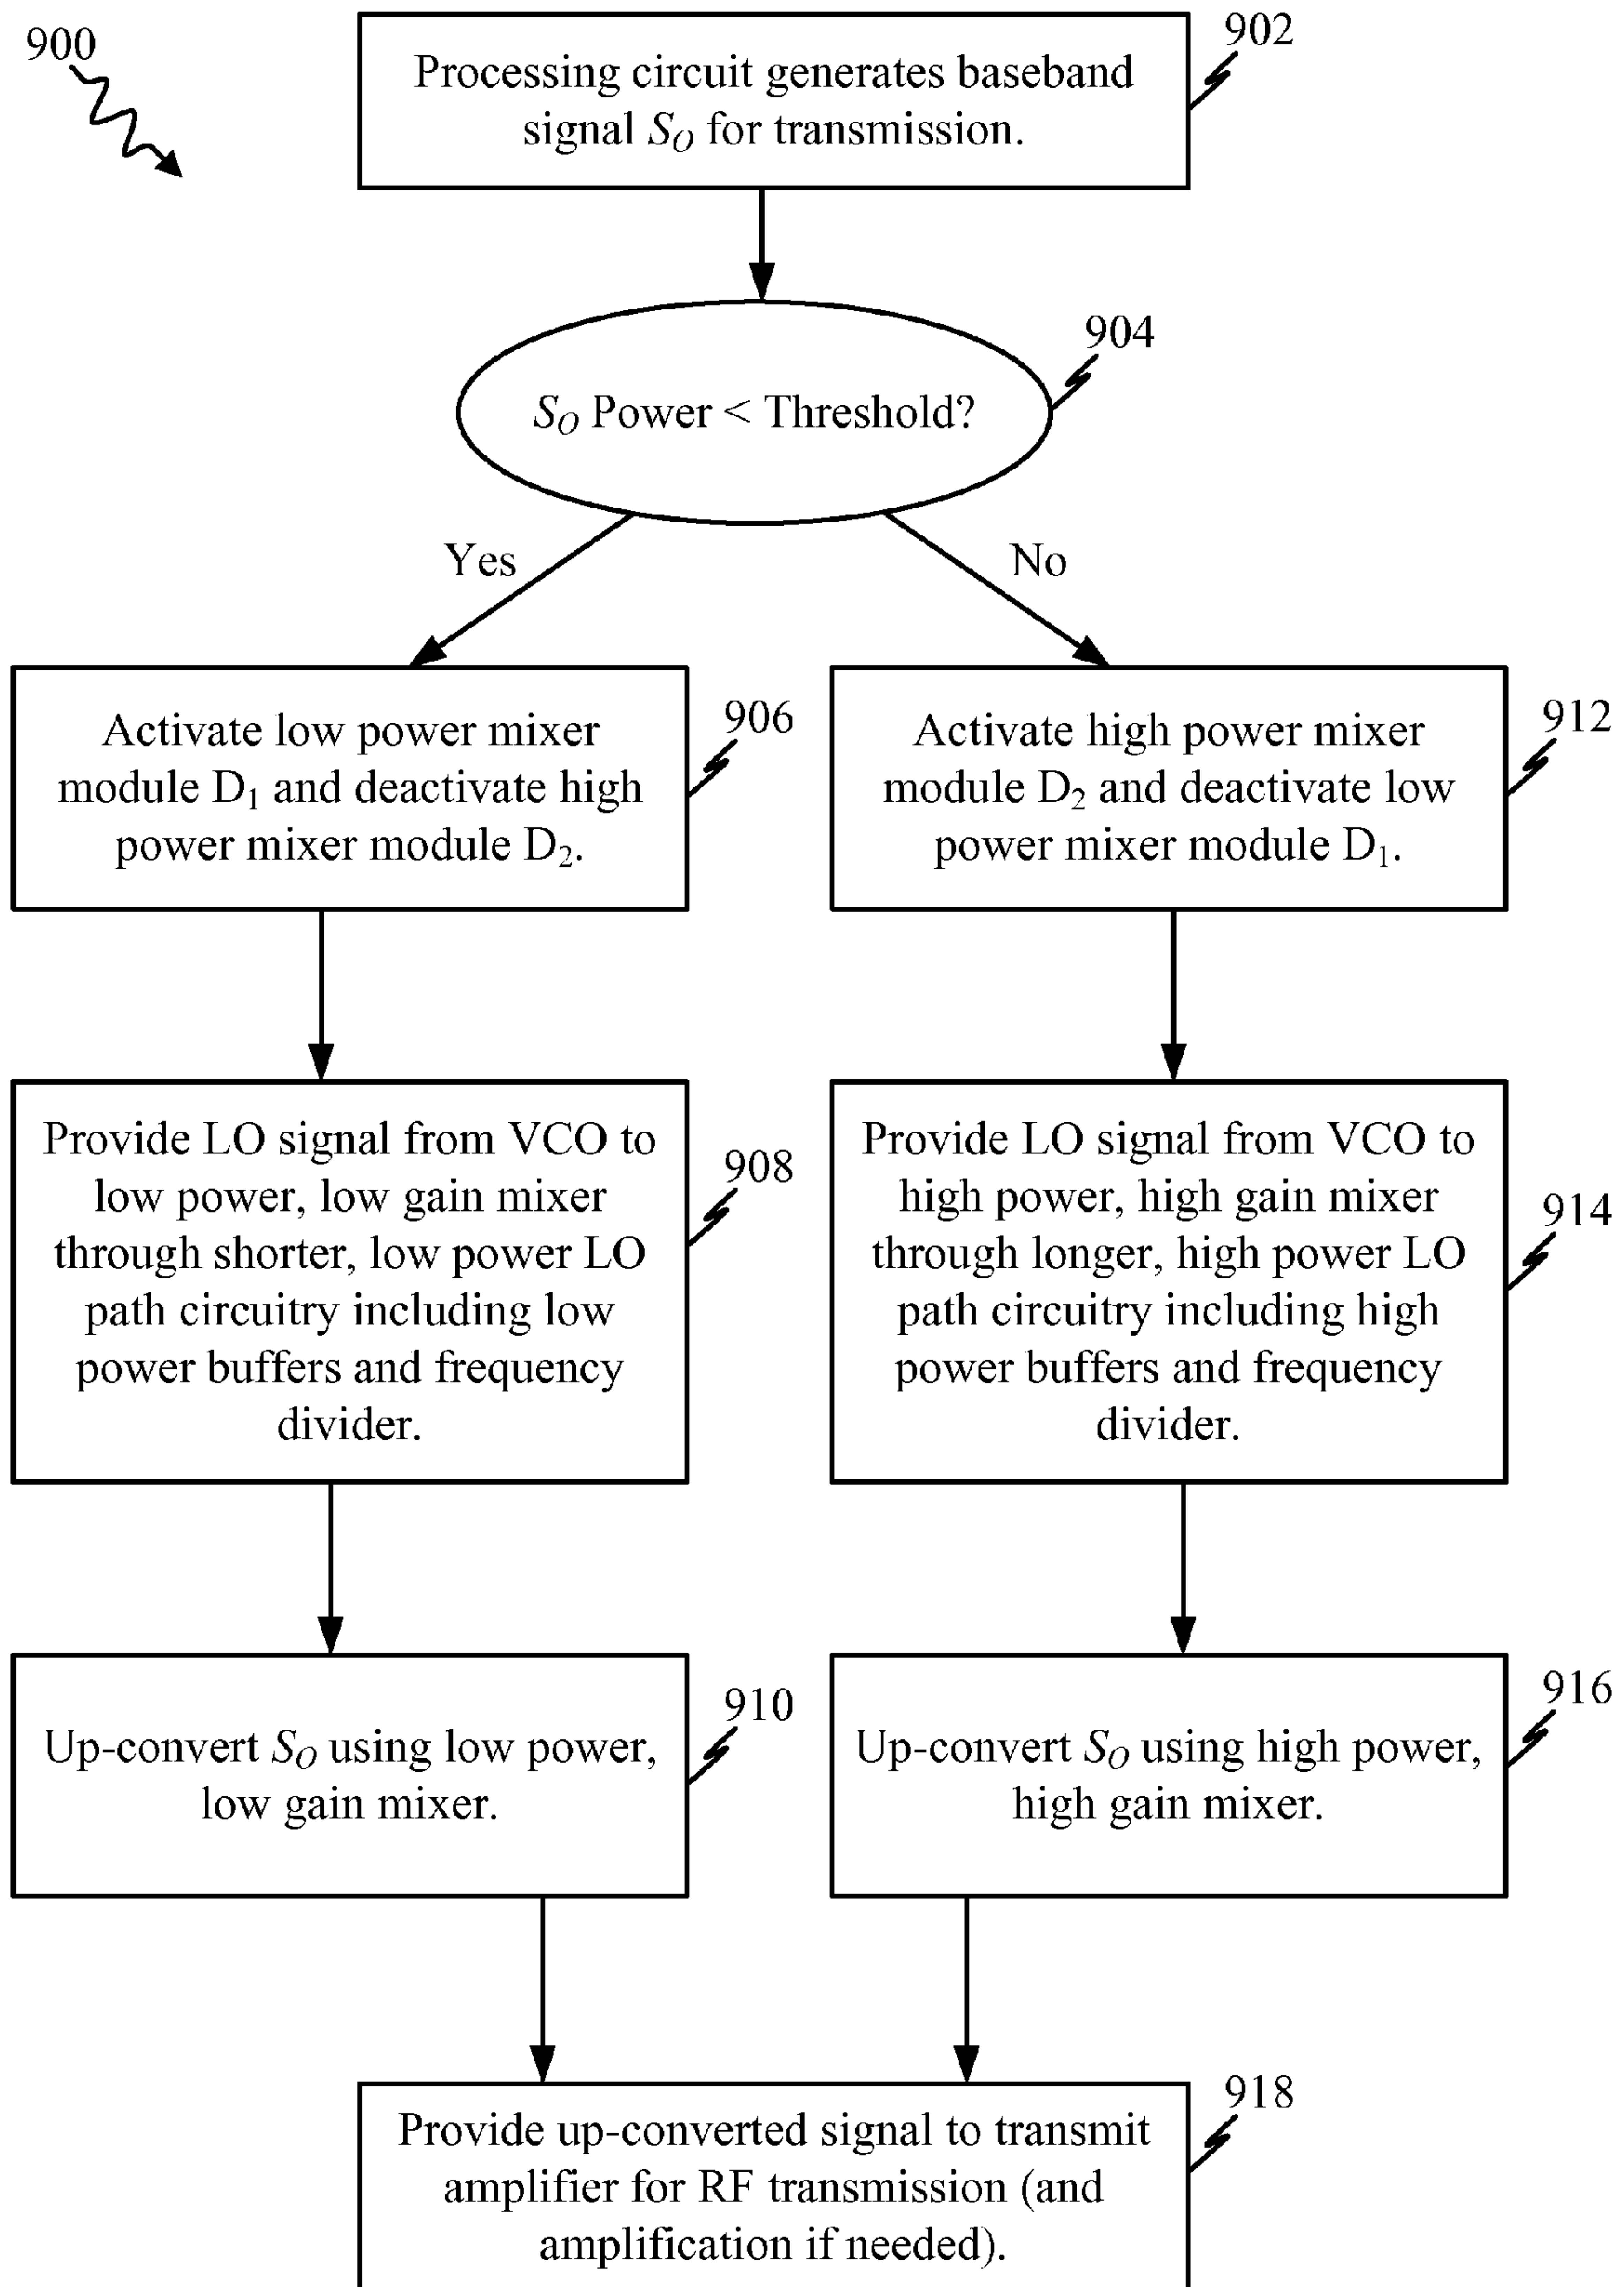 900
902
Processing circuit generates baseband
signal S_O for transmission.
904
S_O Power < Threshold?
Yes
No
906
Activate low power mixer
module D₁ and deactivate high
power mixer module D₂.
912
Activate high power mixer
module D₂ and deactivate low
power mixer module D₁.
908
Provide LO signal from VCO to
low power, low gain mixer
through shorter, low power LO
path circuitry including low
power buffers and frequency
divider.
914
Provide LO signal from VCO to
high power, high gain mixer
through longer, high power LO
path circuitry including high
power buffers and frequency
divider.
910
Up-convert S_O using low power,
low gain mixer.
916
Up-convert S_O using high power,
high gain mixer.
918
Provide up-converted signal to transmit
amplifier for RF transmission (and
amplification if needed).